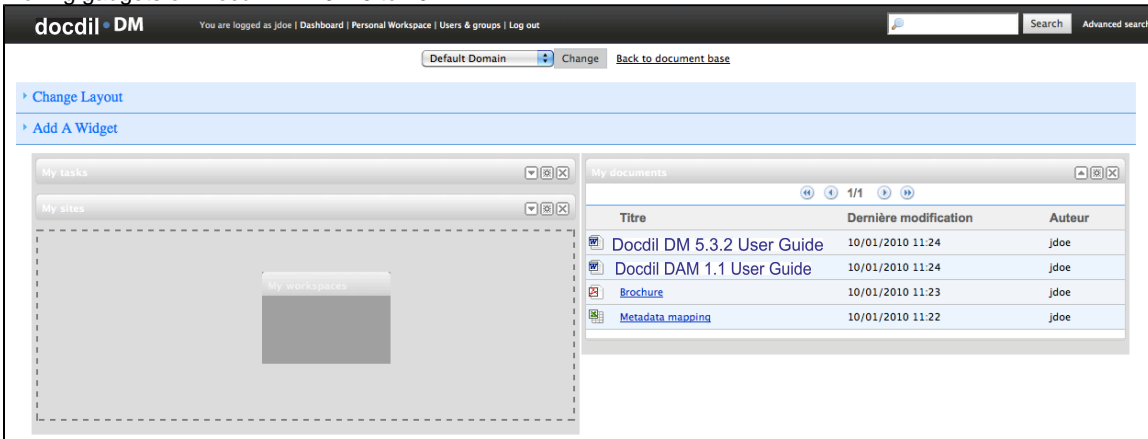 docdil • DM
You are logged as jdoe | Dashboard | Personal Workspace | Users & groups | Log out
Search
Advanced search
Default Domain
Change
Back to document base
Change Layout
Add A Widget
My tasks
My sites
My workspaces
My documents
1/1
Titre Dernière modification Auteur
Docdil DM 5.3.2 User Guide 10/01/2010 11:24 jdoe
Docdil DAM 1.1 User Guide 10/01/2010 11:24 jdoe
Brochure 10/01/2010 11:23 jdoe
Metadata mapping 10/01/2010 11:22 jdoe